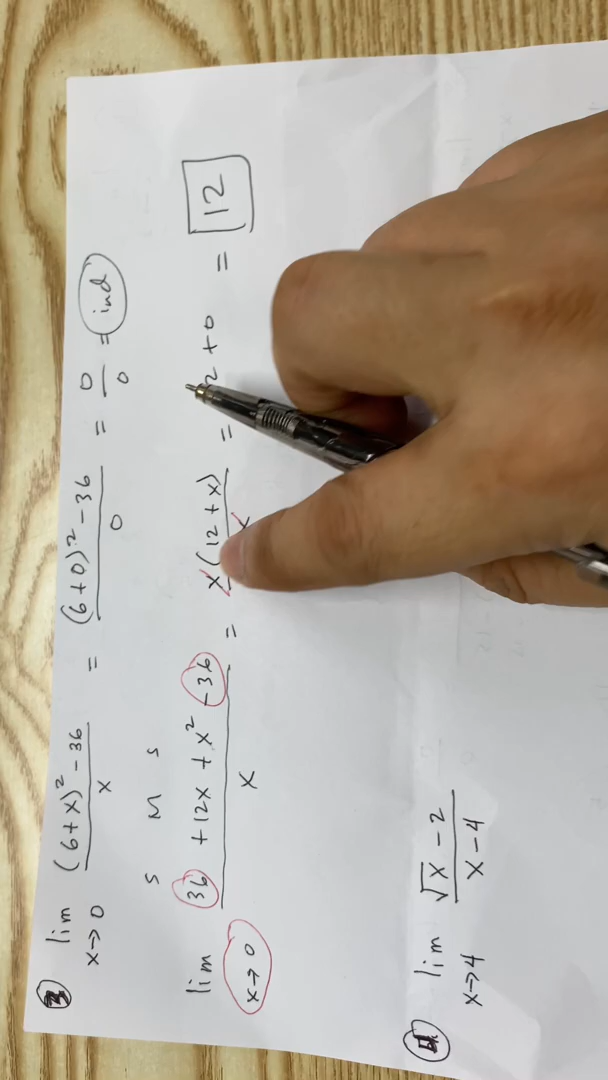 3 lim x→0 (6+x)² - 36 / x = (6+0)² - 36 / 0 = 0/0 = ind
S M S
lim x→0 36 + 12x + x² - 36 / x = x(12+x) / x = 2 + 0 = 12
4 lim x→4 √x - 2 / x - 4